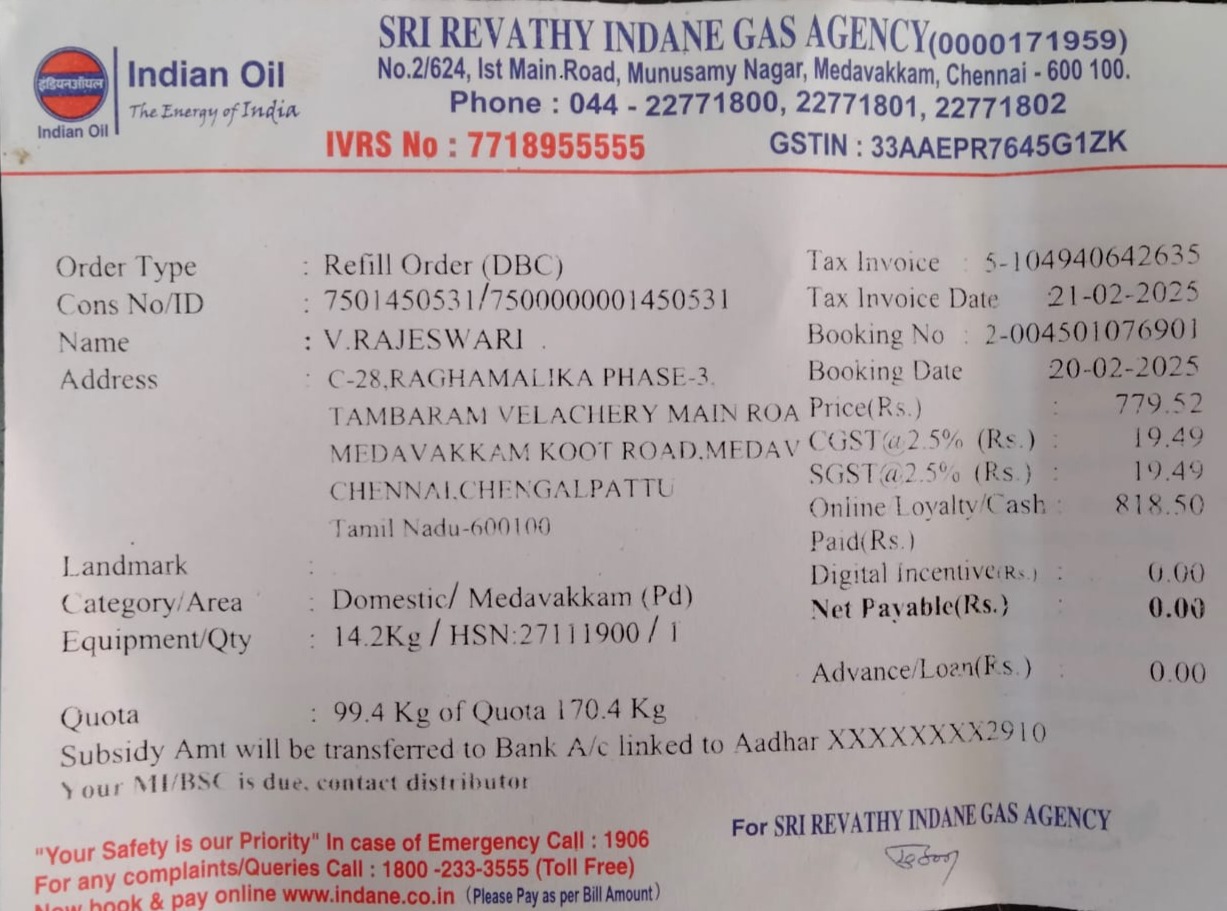 SRI REVATHY INDANE GAS AGENCY(0000171959)
No.2/624, Ist Main.Road, Munusamy Nagar, Medavakkam, Chennai - 600 100.
Phone : 044 - 22771800, 22771801, 22771802
IVRS No : 7718955555
GSTIN : 33AAEPR7645G1ZK
इंडियनऑयल
Indian Oil
Indian Oil
The Energy of India
Order Type : Refill Order (DBC)
Cons No/ID : 7501450531/7500000001450531
Name : V.RAJESWARI .
Address : C-28,RAGHAMALIKA PHASE-3,
TAMBARAM VELACHERY MAIN ROA
MEDAVAKKAM KOOT ROAD,MEDAV
CHENNAI,CHENGALPATTU
Tamil Nadu-600100
Landmark :
Category/Area : Domestic/ Medavakkam (Pd)
Equipment/Qty : 14.2Kg / HSN:27111900 / 1
Quota : 99.4 Kg of Quota 170.4 Kg
Tax Invoice : 5-104940642635
Tax Invoice Date 21-02-2025
Booking No : 2-004501076901
Booking Date 20-02-2025
Price(Rs.) : 779.52
CGST@2.5% (Rs.) : 19.49
SGST@2.5% (Rs.) : 19.49
Online Loyalty/Cash : 818.50
Paid(Rs.)
Digital Incentive(Rs.) : 0.00
Net Payable(Rs.) : 0.00
Advance/Loan(Rs.) : 0.00
Subsidy Amt will be transferred to Bank A/c linked to Aadhar XXXXXXXX2910
Your MI/BSC is due, contact distributor
"Your Safety is our Priority" In case of Emergency Call : 1906
For any complaints/Queries Call : 1800 -233-3555 (Toll Free)
Now book & pay online www.indane.co.in (Please Pay as per Bill Amount)
For SRI REVATHY INDANE GAS AGENCY